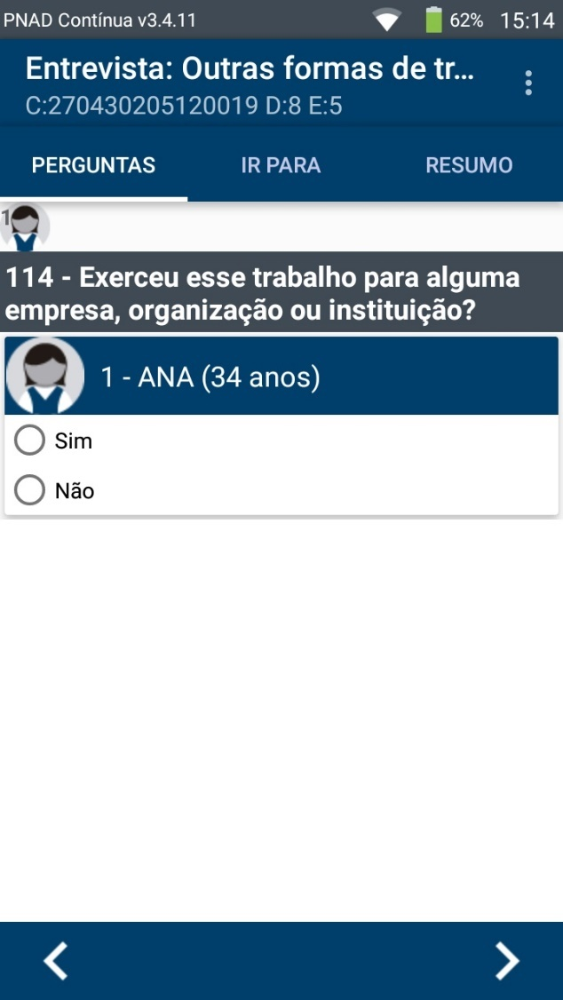 PNAD Contínua v3.4.11 62% 15:14
Entrevista: Outras formas de tr...
C:270430205120019 D:8 E:5
PERGUNTAS IR PARA RESUMO
1
114 - Exerceu esse trabalho para alguma
empresa, organização ou instituição?
1 - ANA (34 anos)
Sim
Não